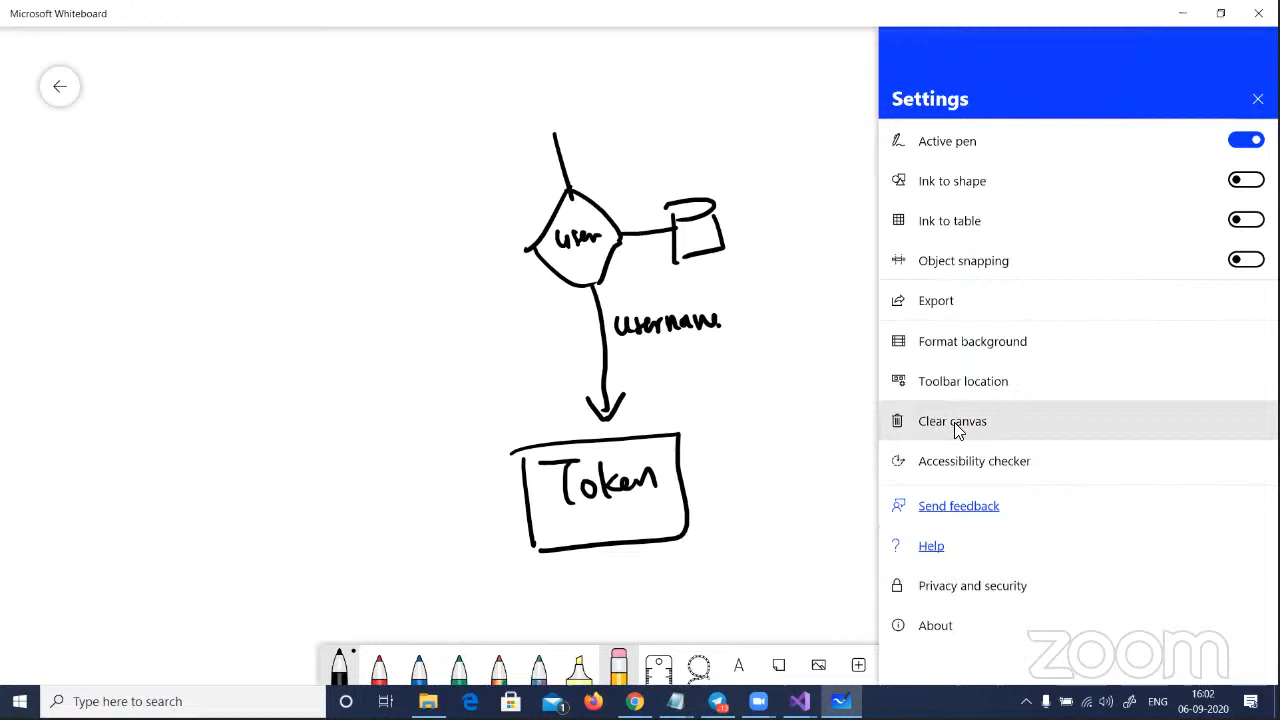 Microsoft Whiteboard
Settings
Active pen
Ink to shape
Ink to table
Object snapping
Export
Format background
Toolbar location
Clear canvas
Accessibility checker
Send feedback
Help
Privacy and security
About
user
username
Token
zoom
Type here to search
1
13
ENG
16:02
06-09-2020